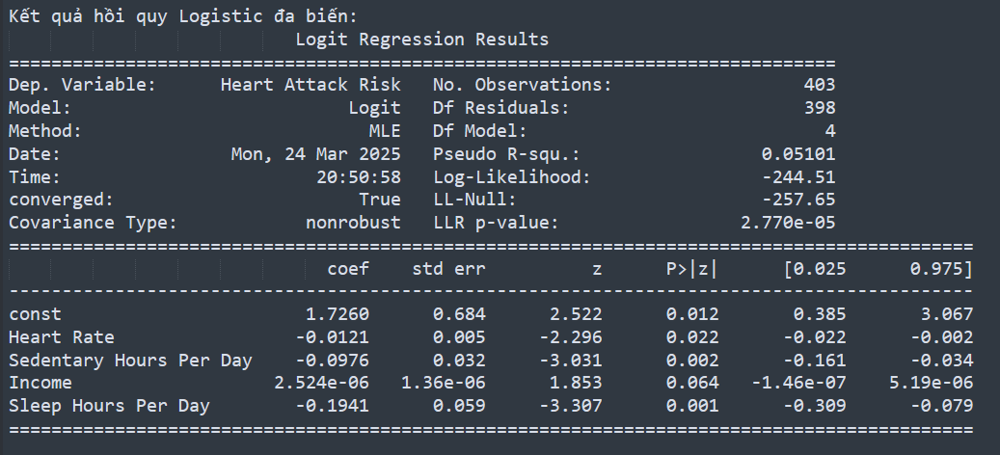 Kết quả hồi quy Logistic đa biến:
                           Logit Regression Results
==============================================================================
Dep. Variable:      Heart Attack Risk   No. Observations:                  403
Model:                          Logit   Df Residuals:                      398
Method:                           MLE   Df Model:                            4
Date:                Mon, 24 Mar 2025   Pseudo R-squ.:                 0.05101
Time:                        20:50:58   Log-Likelihood:                -244.51
converged:                       True   LL-Null:                       -257.65
Covariance Type:            nonrobust   LLR p-value:                 2.770e-05
===========================================================================================
                              coef    std err          z      P>|z|      [0.025      0.975]
-------------------------------------------------------------------------------------------
const                       1.7260      0.684      2.522      0.012       0.385       3.067
Heart Rate                 -0.0121      0.005     -2.296      0.022      -0.022      -0.002
Sedentary Hours Per Day    -0.0976      0.032     -3.031      0.002      -0.161      -0.034
Income                   2.524e-06   1.36e-06      1.853      0.064   -1.46e-07    5.19e-06
Sleep Hours Per Day        -0.1941      0.059     -3.307      0.001      -0.309      -0.079
===========================================================================================